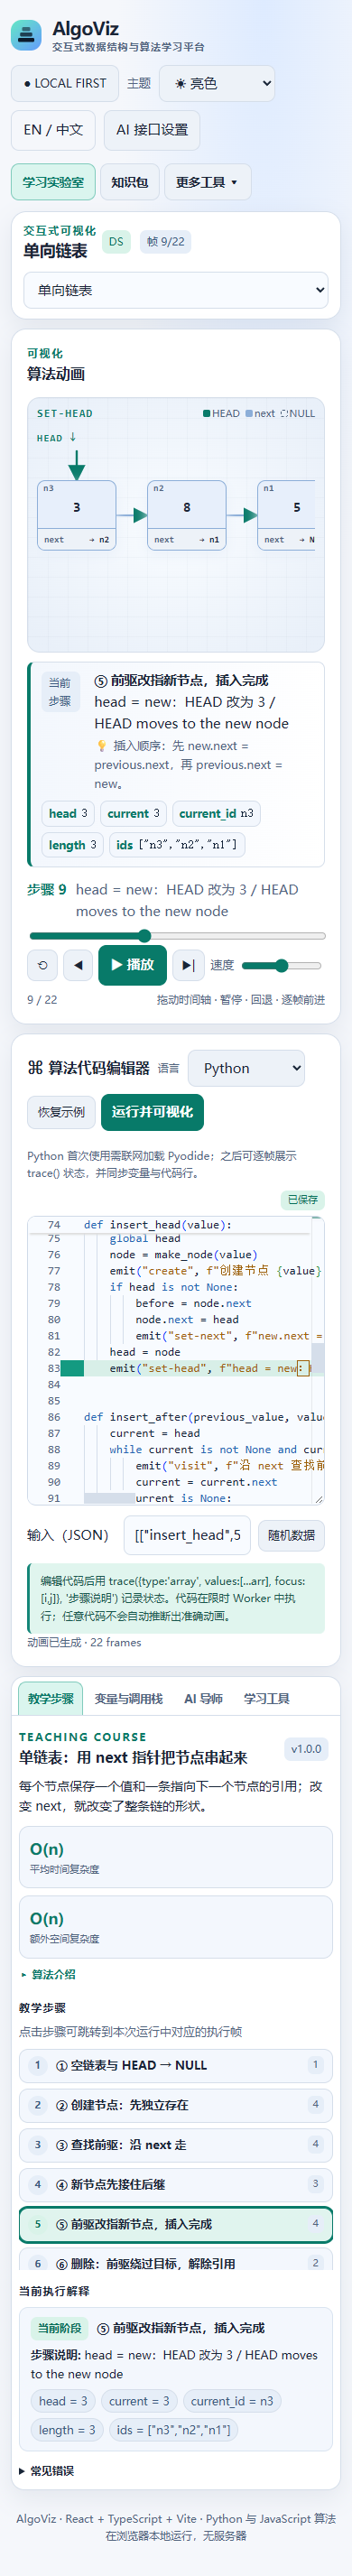 AlgoViz
交互式数据结构与算法学习平台
● LOCAL FIRST 主题 ☀ 亮色
EN / 中文 AI 接口设置
学习实验室 知识包 更多工具 ▼
交互式可视化
单向链表 DS 帧 9/22
单向链表
可视化
算法动画
SET-HEAD HEAD next NULL
HEAD ↓
n3 n2 n1
3 8 5
next → n2 next → n1 next → N
当前步骤 ⑤ 前驱改指新节点，插入完成
head = new：HEAD 改为 3 /
HEAD moves to the new node
💡 插入顺序：先 new.next =
previous.next，再 previous.next =
new。
head 3 current 3 current_id n3
length 3 ids ["n3","n2","n1"]
步骤 9 head = new：HEAD 改为 3 / HEAD
moves to the new node
⟲ ◀ ▶ 播放 ▶| 速度
9 / 22 拖动时间轴 · 暂停 · 回退 · 逐帧前进
⌘ 算法代码编辑器 语言 Python
恢复示例 运行并可视化
Python 首次使用需联网加载 Pyodide；之后可逐帧展示
trace() 状态，并同步变量与代码行。
已保存
74 def insert_head(value):
75 global head
76 node = make_node(value)
77 emit("create", f"创建节点 {value}
78 if head is not None:
79 before = node.next
80 node.next = head
81 emit("set-next", f"new.next =
82 head = node
83 emit("set-head", f"head = new:
84
85
86 def insert_after(previous_value, valu
87 current = head
88 while current is not None and curr
89 emit("visit", f"沿 next 查找前
90 current = current.next
91 urrent is None:
输入（JSON） [["insert_head",5 随机数据
编辑代码后用 trace({type:'array', values:[...arr], focus:
[i,j]}, '步骤说明') 记录状态。代码在限时 Worker 中执
行；任意代码不会自动推断出准确动画。
动画已生成 · 22 frames
教学步骤 变量与调用栈 AI 导师 学习工具
TEACHING COURSE
单链表：用 next 指针把节点串起来 v1.0.0
每个节点保存一个值和一条指向下一个节点的引用；改
变 next，就改变了整条链的形状。
O(n)
平均时间复杂度
O(n)
额外空间复杂度
▸ 算法介绍
教学步骤
点击步骤可跳转到本次运行中对应的执行帧
1 ① 空链表与 HEAD → NULL 1
2 ② 创建节点：先独立存在 4
3 ③ 查找前驱：沿 next 走 4
4 ④ 新节点先接住后继 3
5 ⑤ 前驱改指新节点，插入完成 4
6 ⑥ 删除：前驱绕过目标，解除引用 2
当前执行解释
当前阶段 ⑤ 前驱改指新节点，插入完成
步骤说明: head = new：HEAD 改为 3 / HEAD moves
to the new node
head = 3 current = 3 current_id = n3
length = 3 ids = ["n3","n2","n1"]
▶ 常见错误
AlgoViz · React + TypeScript + Vite · Python 与 JavaScript 算法
在浏览器本地运行，无服务器